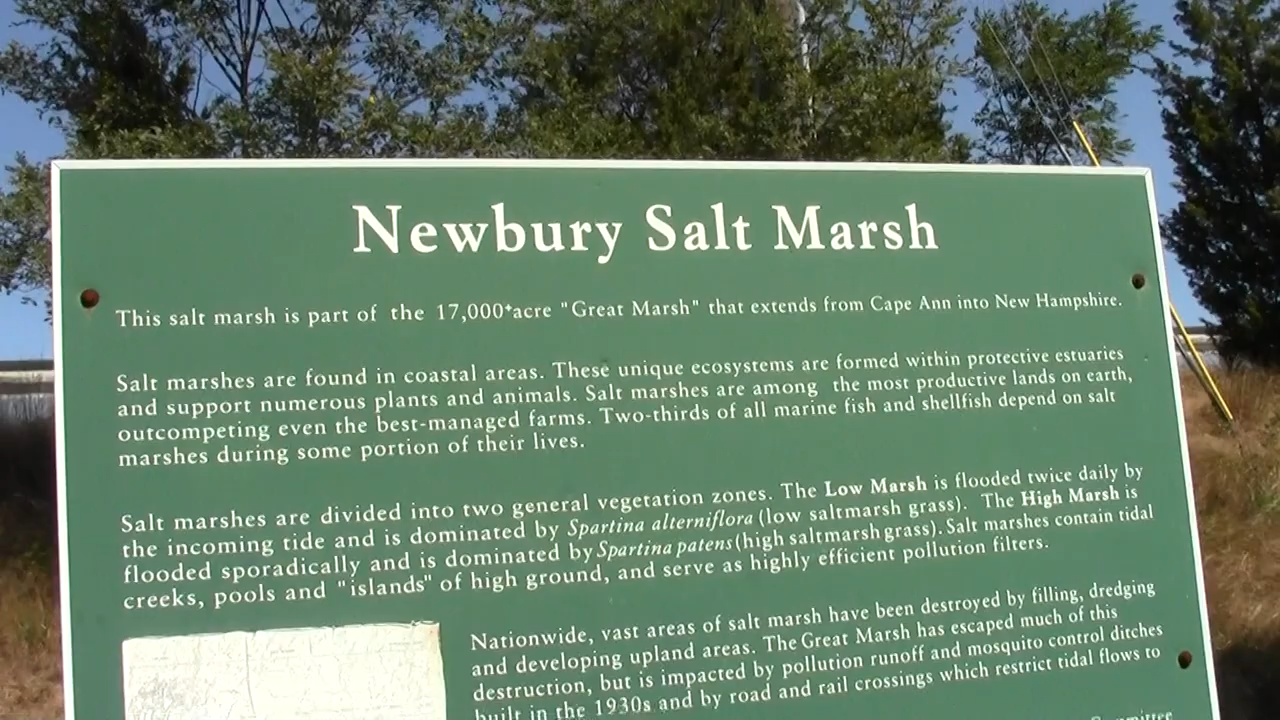 Newbury Salt Marsh
This salt marsh is part of the 17,000+acre "Great Marsh" that extends from Cape Ann into New Hampshire.
Salt marshes are found in coastal areas. These unique ecosystems are formed within protective estuaries
and support numerous plants and animals. Salt marshes are among the most productive lands on earth,
outcompeting even the best-managed farms. Two-thirds of all marine fish and shellfish depend on salt
marshes during some portion of their lives.
Salt marshes are divided into two general vegetation zones. The Low Marsh is flooded twice daily by
the incoming tide and is dominated by Spartina alterniflora (low saltmarsh grass). The High Marsh is
flooded sporadically and is dominated by Spartina patens (high saltmarsh grass). Salt marshes contain tidal
creeks, pools and "islands" of high ground, and serve as highly efficient pollution filters.
Nationwide, vast areas of salt marsh have been destroyed by filling, dredging
and developing upland areas. The Great Marsh has escaped much of this
destruction, but is impacted by pollution runoff and mosquito control ditches
built in the 1930s and by road and rail crossings which restrict tidal flows to
Committee